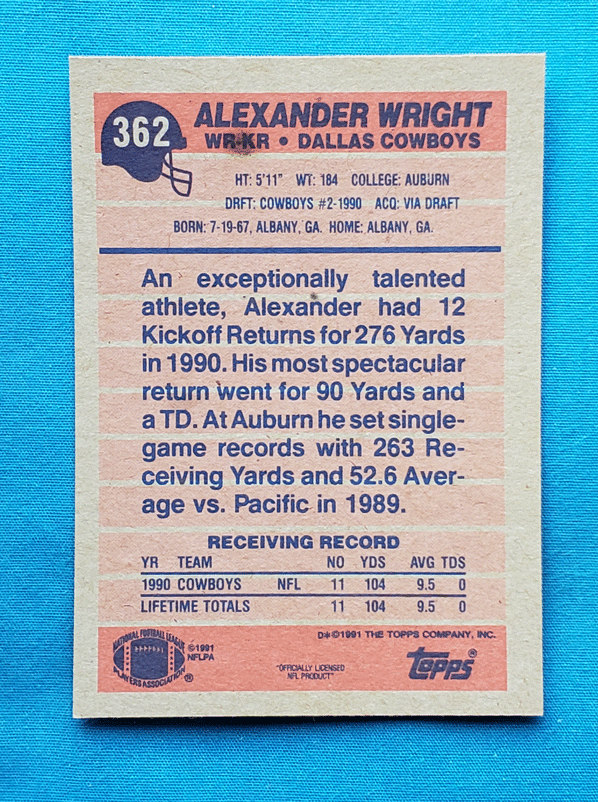 362
ALEXANDER WRIGHT
WR-KR • DALLAS COWBOYS
HT: 5'11" WT: 184 COLLEGE: AUBURN
DRFT: COWBOYS #2-1990 ACQ: VIA DRAFT
BORN: 7-19-67, ALBANY, GA. HOME: ALBANY, GA.
An exceptionally talented
athlete, Alexander had 12
Kickoff Returns for 276 Yards
in 1990. His most spectacular
return went for 90 Yards and
a TD. At Auburn he set single-
game records with 263 Re-
ceiving Yards and 52.6 Aver-
age vs. Pacific in 1989.
RECEIVING RECORD
YR TEAM NO YDS AVG TDS
1990 COWBOYS NFL 11 104 9.5 0
LIFETIME TOTALS 11 104 9.5 0
D*©1991 THE TOPPS COMPANY, INC.
NATIONAL FOOTBALL LEAGUE
PLAYERS ASSOCIATION ®
©1991
NFLPA
"OFFICIALLY LICENSED
NFL PRODUCT"
topps®